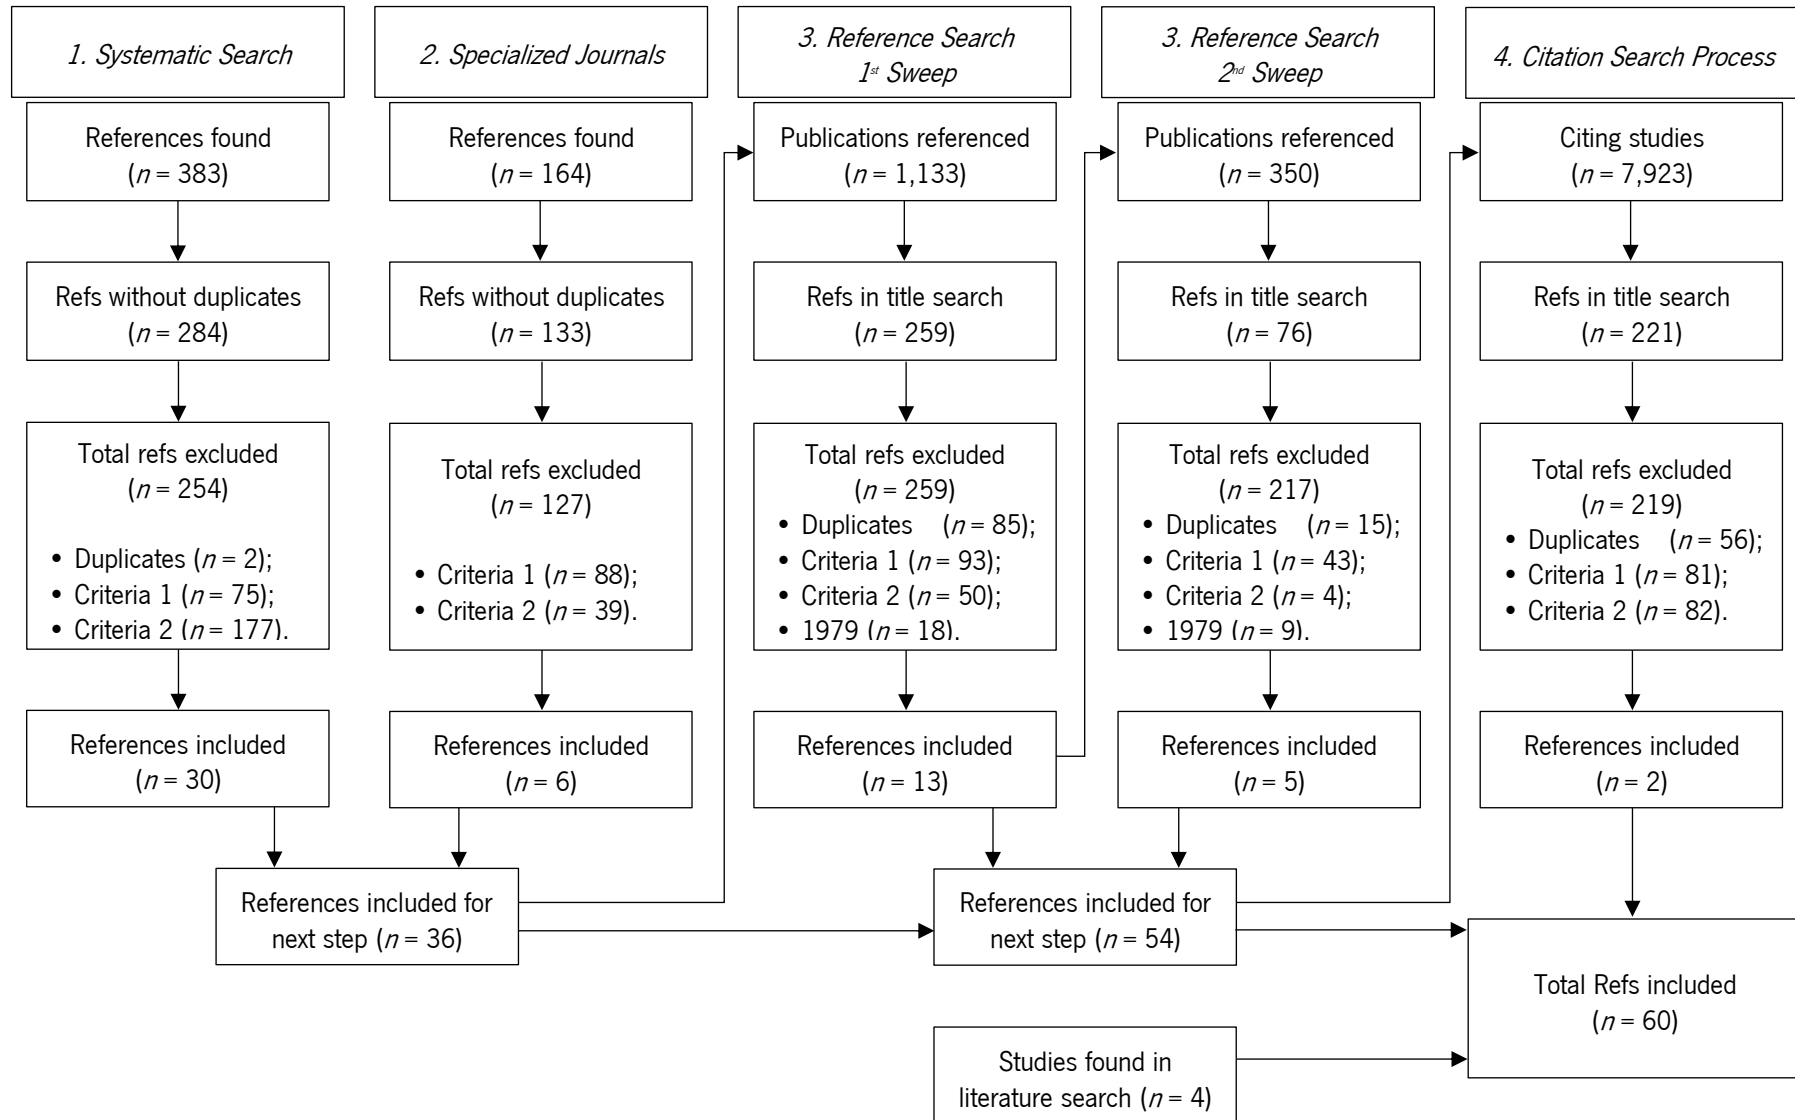 1. Systematic Search
References found
(n = 383)
Refs without duplicates
(n = 284)
Total refs excluded
(n = 254)
• Duplicates (n = 2);
• Criteria 1 (n = 75);
• Criteria 2 (n = 177).
References included
(n = 30)
2. Specialized Journals
References found
(n = 164)
Refs without duplicates
(n = 133)
Total refs excluded
(n = 127)
• Criteria 1 (n = 88);
• Criteria 2 (n = 39).
References included
(n = 6)
References included for
next step (n = 36)
3. Reference Search
1st Sweep
Publications referenced
(n = 1,133)
Refs in title search
(n = 259)
Total refs excluded
(n = 259)
• Duplicates (n = 85);
• Criteria 1 (n = 93);
• Criteria 2 (n = 50);
• 1979 (n = 18).
References included
(n = 13)
3. Reference Search
2nd Sweep
Publications referenced
(n = 350)
Refs in title search
(n = 76)
Total refs excluded
(n = 217)
• Duplicates (n = 15);
• Criteria 1 (n = 43);
• Criteria 2 (n = 4);
• 1979 (n = 9).
References included
(n = 5)
References included for
next step (n = 54)
Studies found in
literature search (n = 4)
4. Citation Search Process
Citing studies
(n = 7,923)
Refs in title search
(n = 221)
Total refs excluded
(n = 219)
• Duplicates (n = 56);
• Criteria 1 (n = 81);
• Criteria 2 (n = 82).
References included
(n = 2)
Total Refs included
(n = 60)